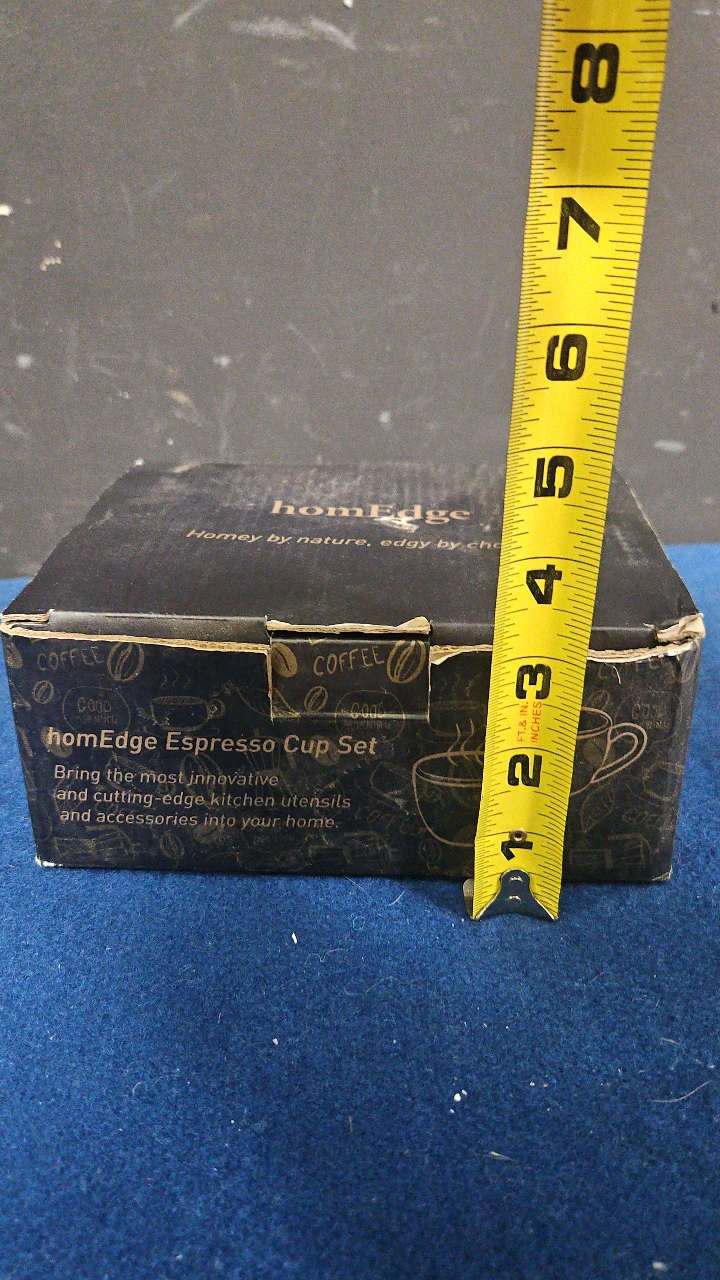 8
7
6
5
homEdge
Homey by nature, edgy by
4
COFFEE
COFFEE
3
GOOD
MORNING
GOOD
FT. & IN.
INCHES
homEdge Espresso Cup Set
2
Bring the most innovative
and cutting-edge kitchen utensils
and accessories into your home.
1